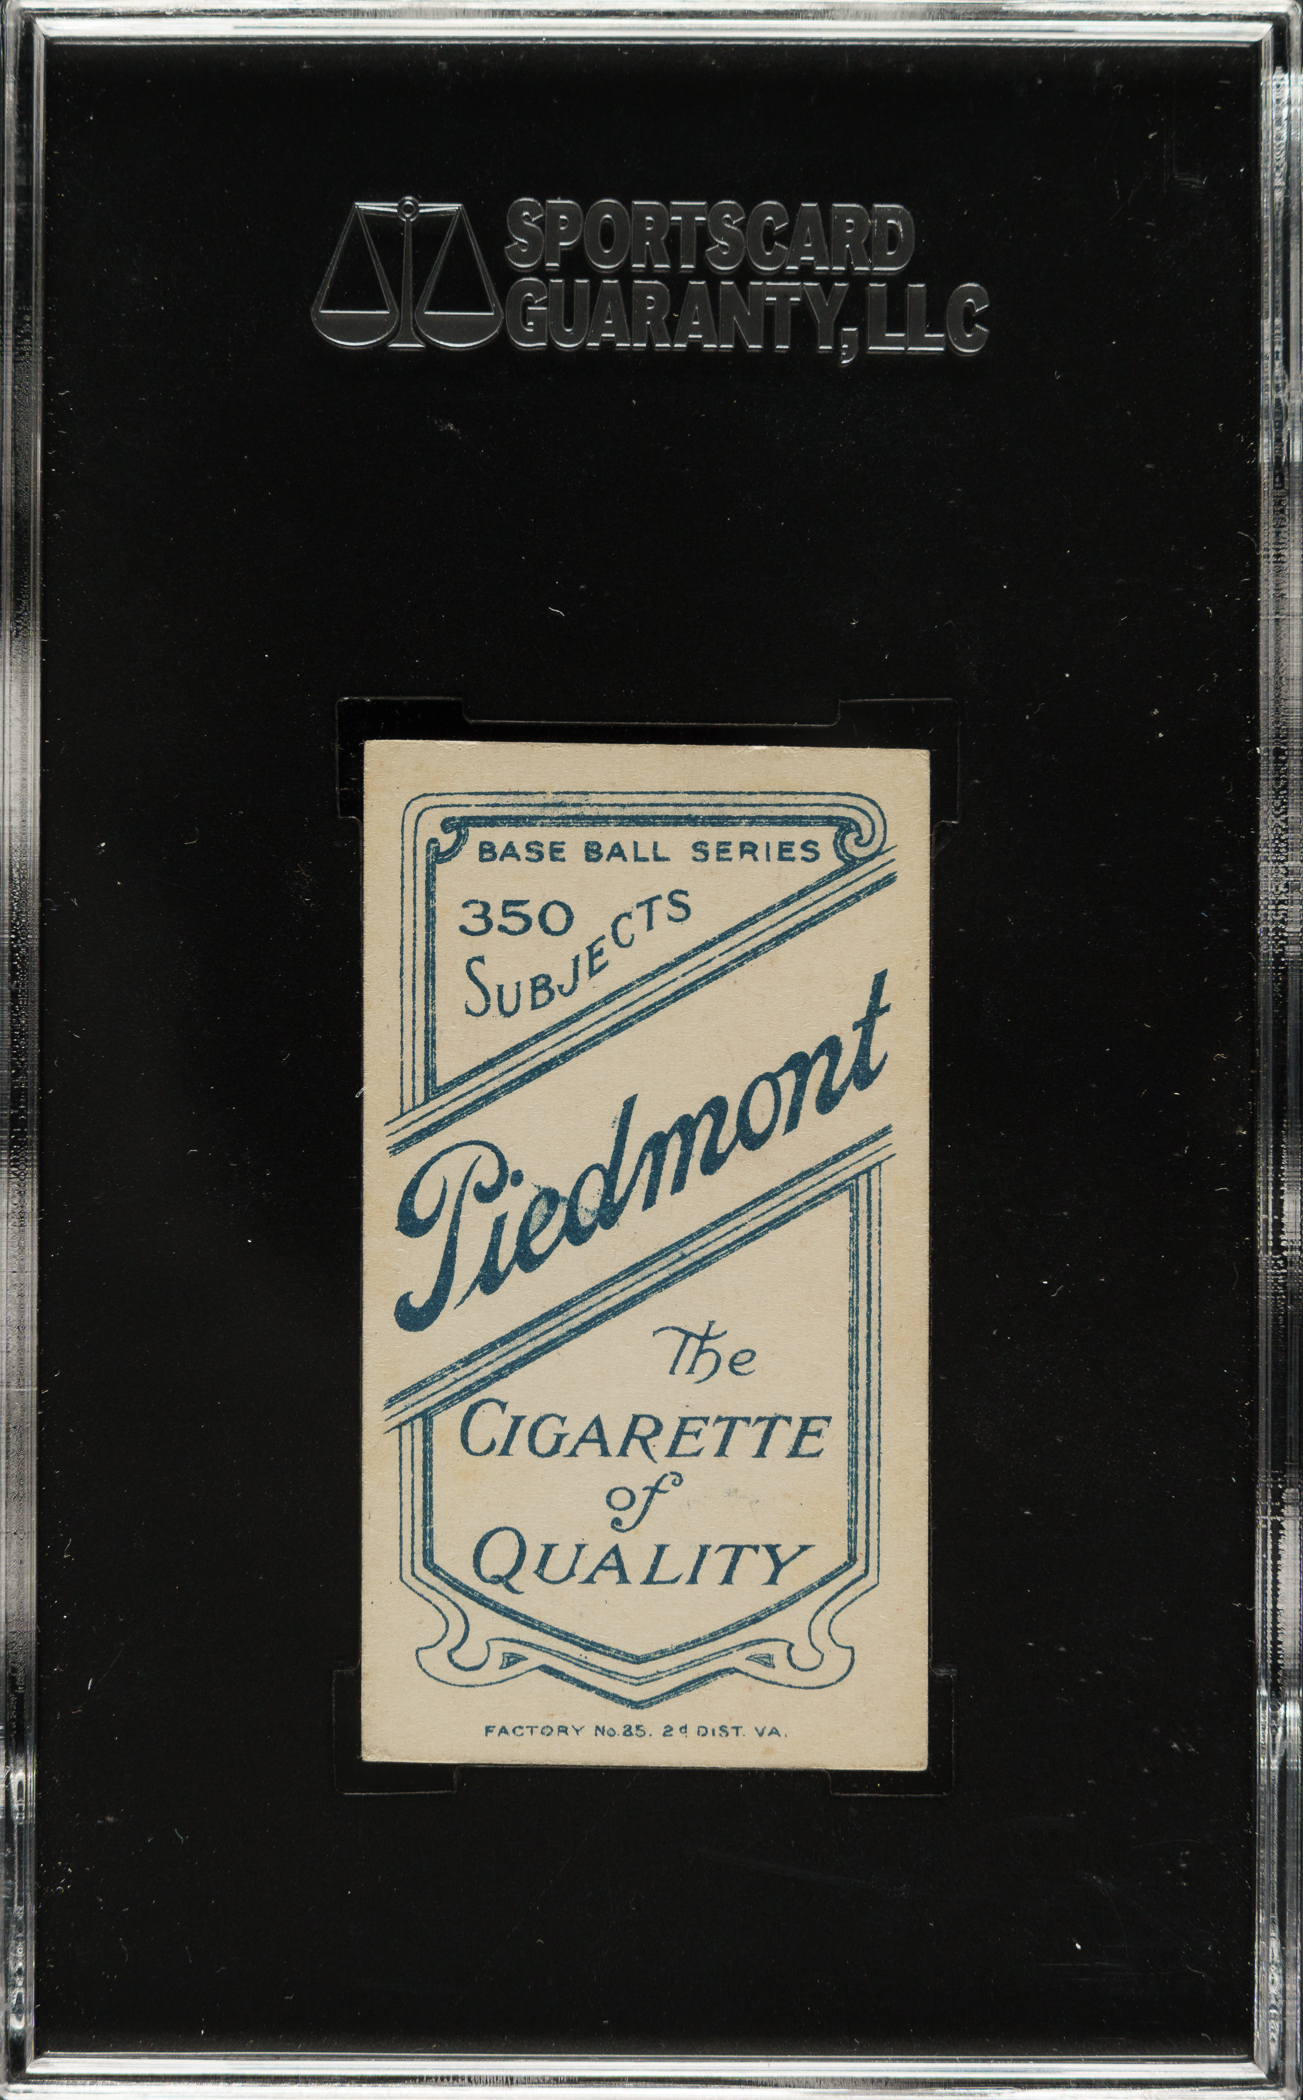 SPORTSCARD
GUARANTY, LLC
BASE BALL SERIES
350
SUBJECTS
Piedmont
The
CIGARETTE
of
QUALITY
FACTORY No. 25. 2d DIST. VA.